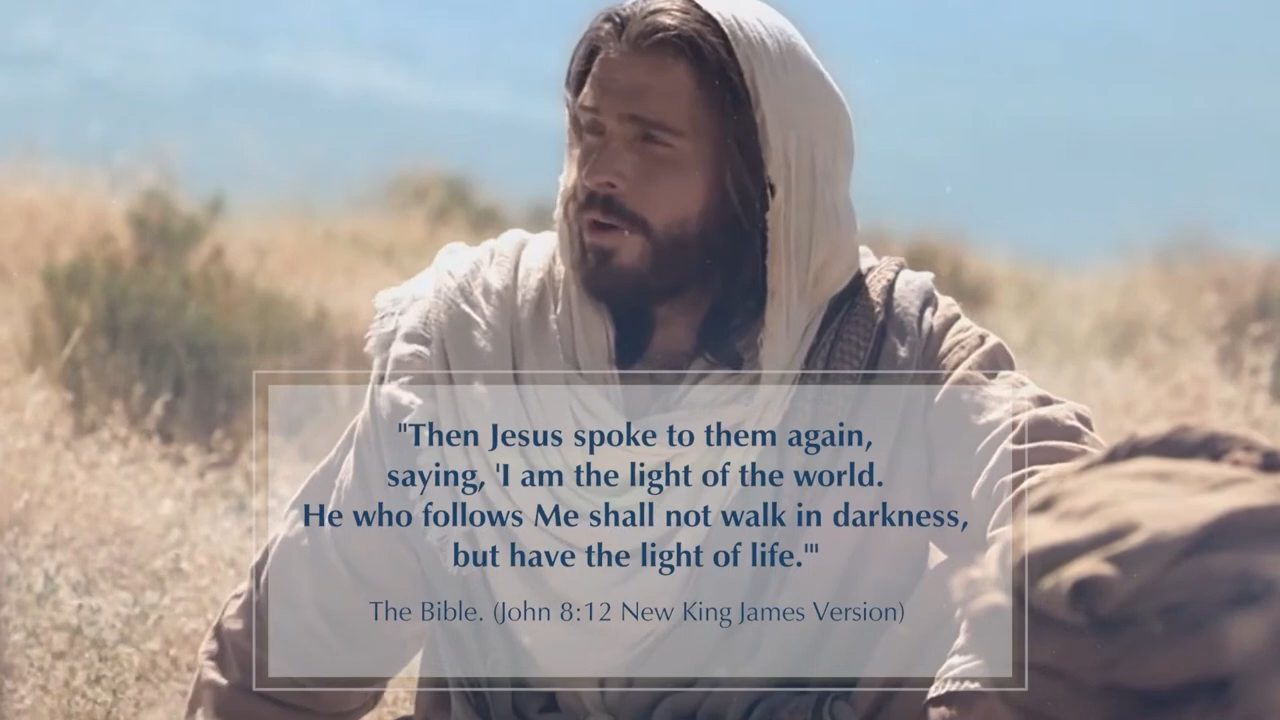 "Then Jesus spoke to them again,
saying, 'I am the light of the world.
He who follows Me shall not walk in darkness,
but have the light of life.'"
The Bible. (John 8:12 New King James Version)